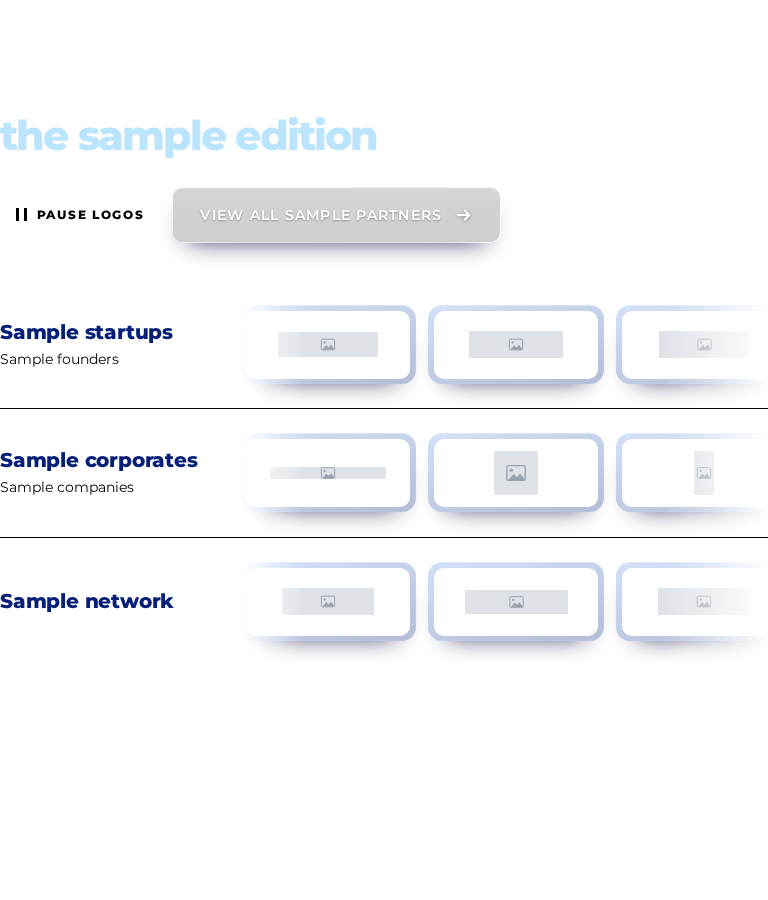 the sample edition
PAUSE LOGOS
VIEW ALL SAMPLE PARTNERS
Sample startups
Sample founders
Sample corporates
Sample companies
Sample network